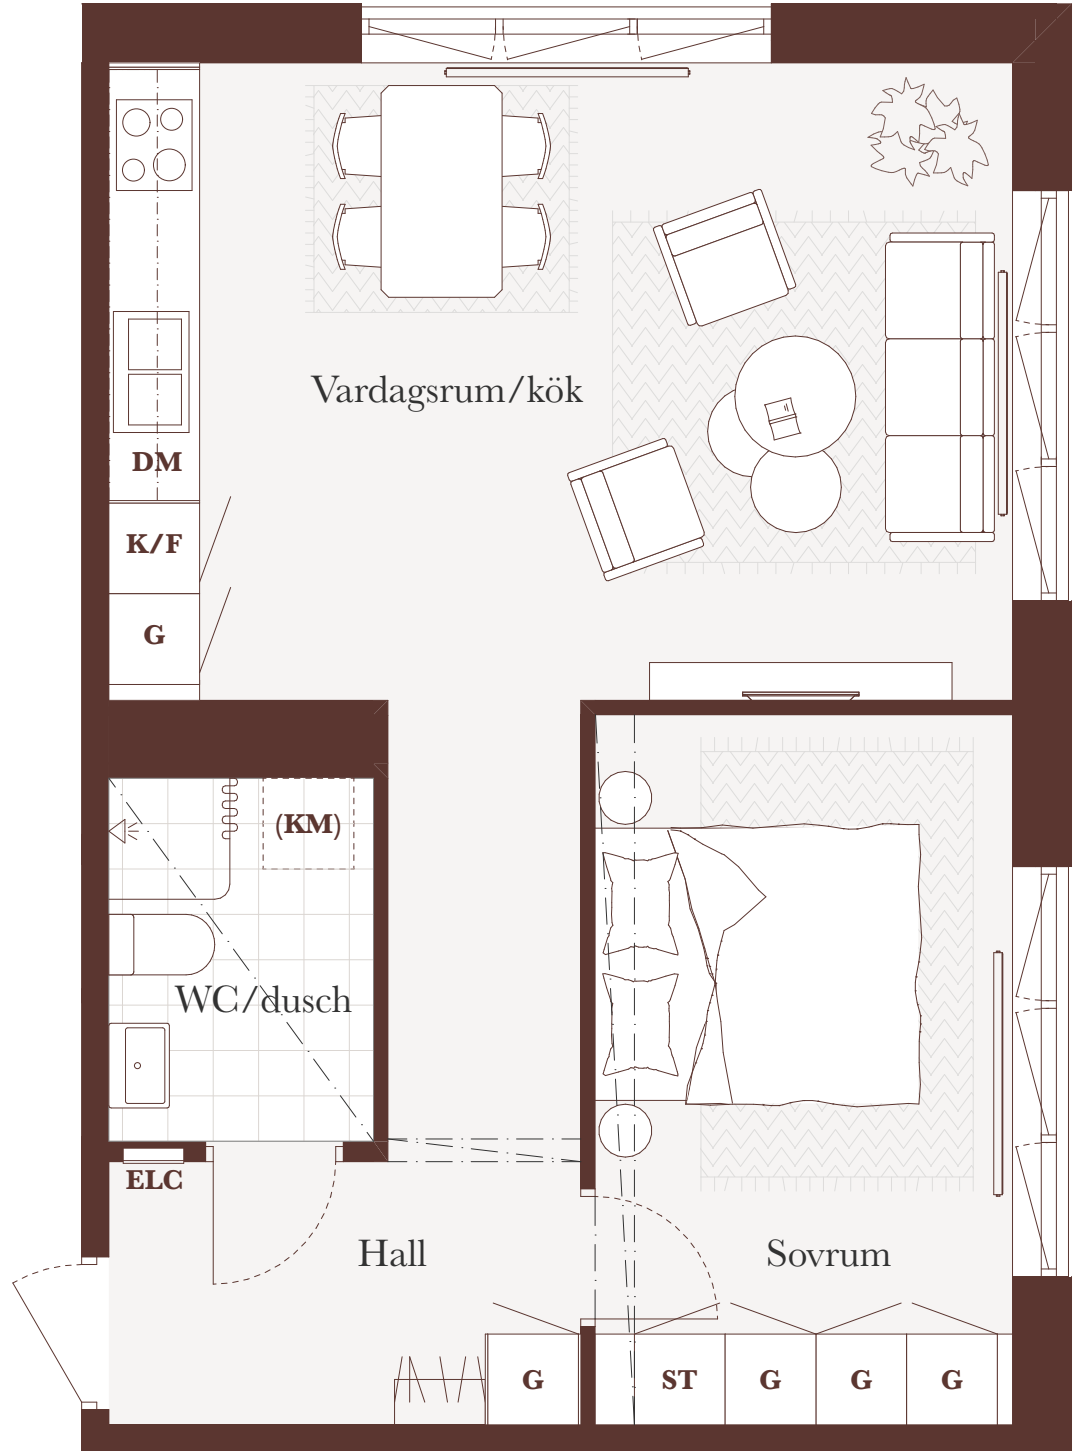 Vardagsrum/kök
DM
K/F
G
(KM)
WC/dusch
ELC
Hall
Sovrum
G
ST
G
G
G